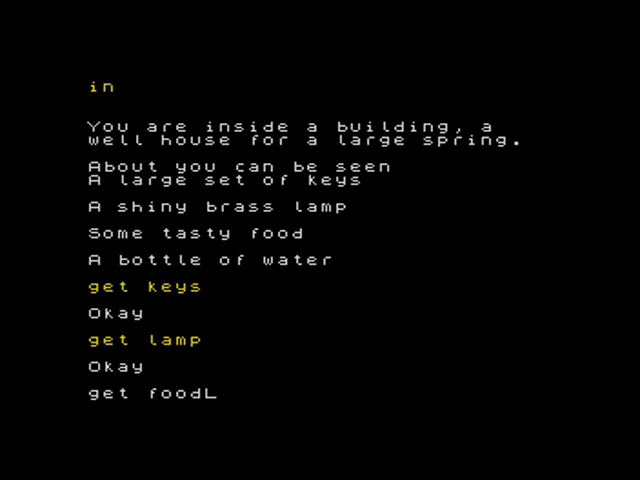 in
You are inside a building, a
well house for a large spring.
About you can be seen
A large set of keys
A shiny brass lamp
Some tasty food
A bottle of water
get keys
Okay
get lamp
Okay
get foodL